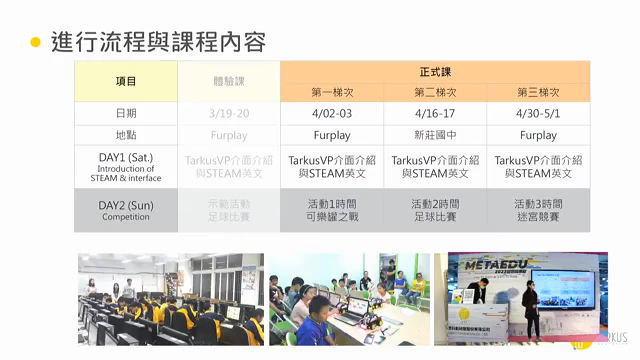 進行流程與課程內容
項目
體驗課
正式課
第一梯次
第二梯次
第三梯次
日期
3/19-20
4/02-03
4/16-17
4/30-5/1
地點
Furplay
Furplay
新莊國中
Furplay
DAY1 (Sat.)
Introduction of
STEAM & interface
TarkusVP介面介紹
與STEAM英文
TarkusVP介面介紹
與STEAM英文
TarkusVP介面介紹
與STEAM英文
TarkusVP介面介紹
與STEAM英文
DAY2 (Sun)
Competition
示範活動
足球比賽
活動1時間
可樂罐之戰
活動2時間
足球比賽
活動3時間
迷宮競賽
METAEDU